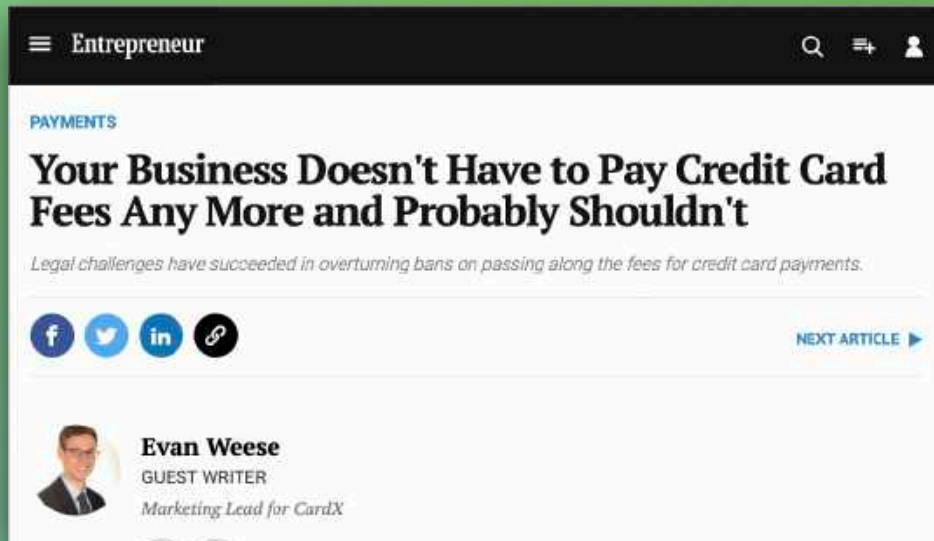 Entrepreneur
PAYMENTS
Your Business Doesn't Have to Pay Credit Card
Fees Any More and Probably Shouldn't
Legal challenges have succeeded in overturning bans on passing along the fees for credit card payments.
f
in
NEXT ARTICLE
Evan Weese
GUEST WRITER
Marketing Lead for CardX